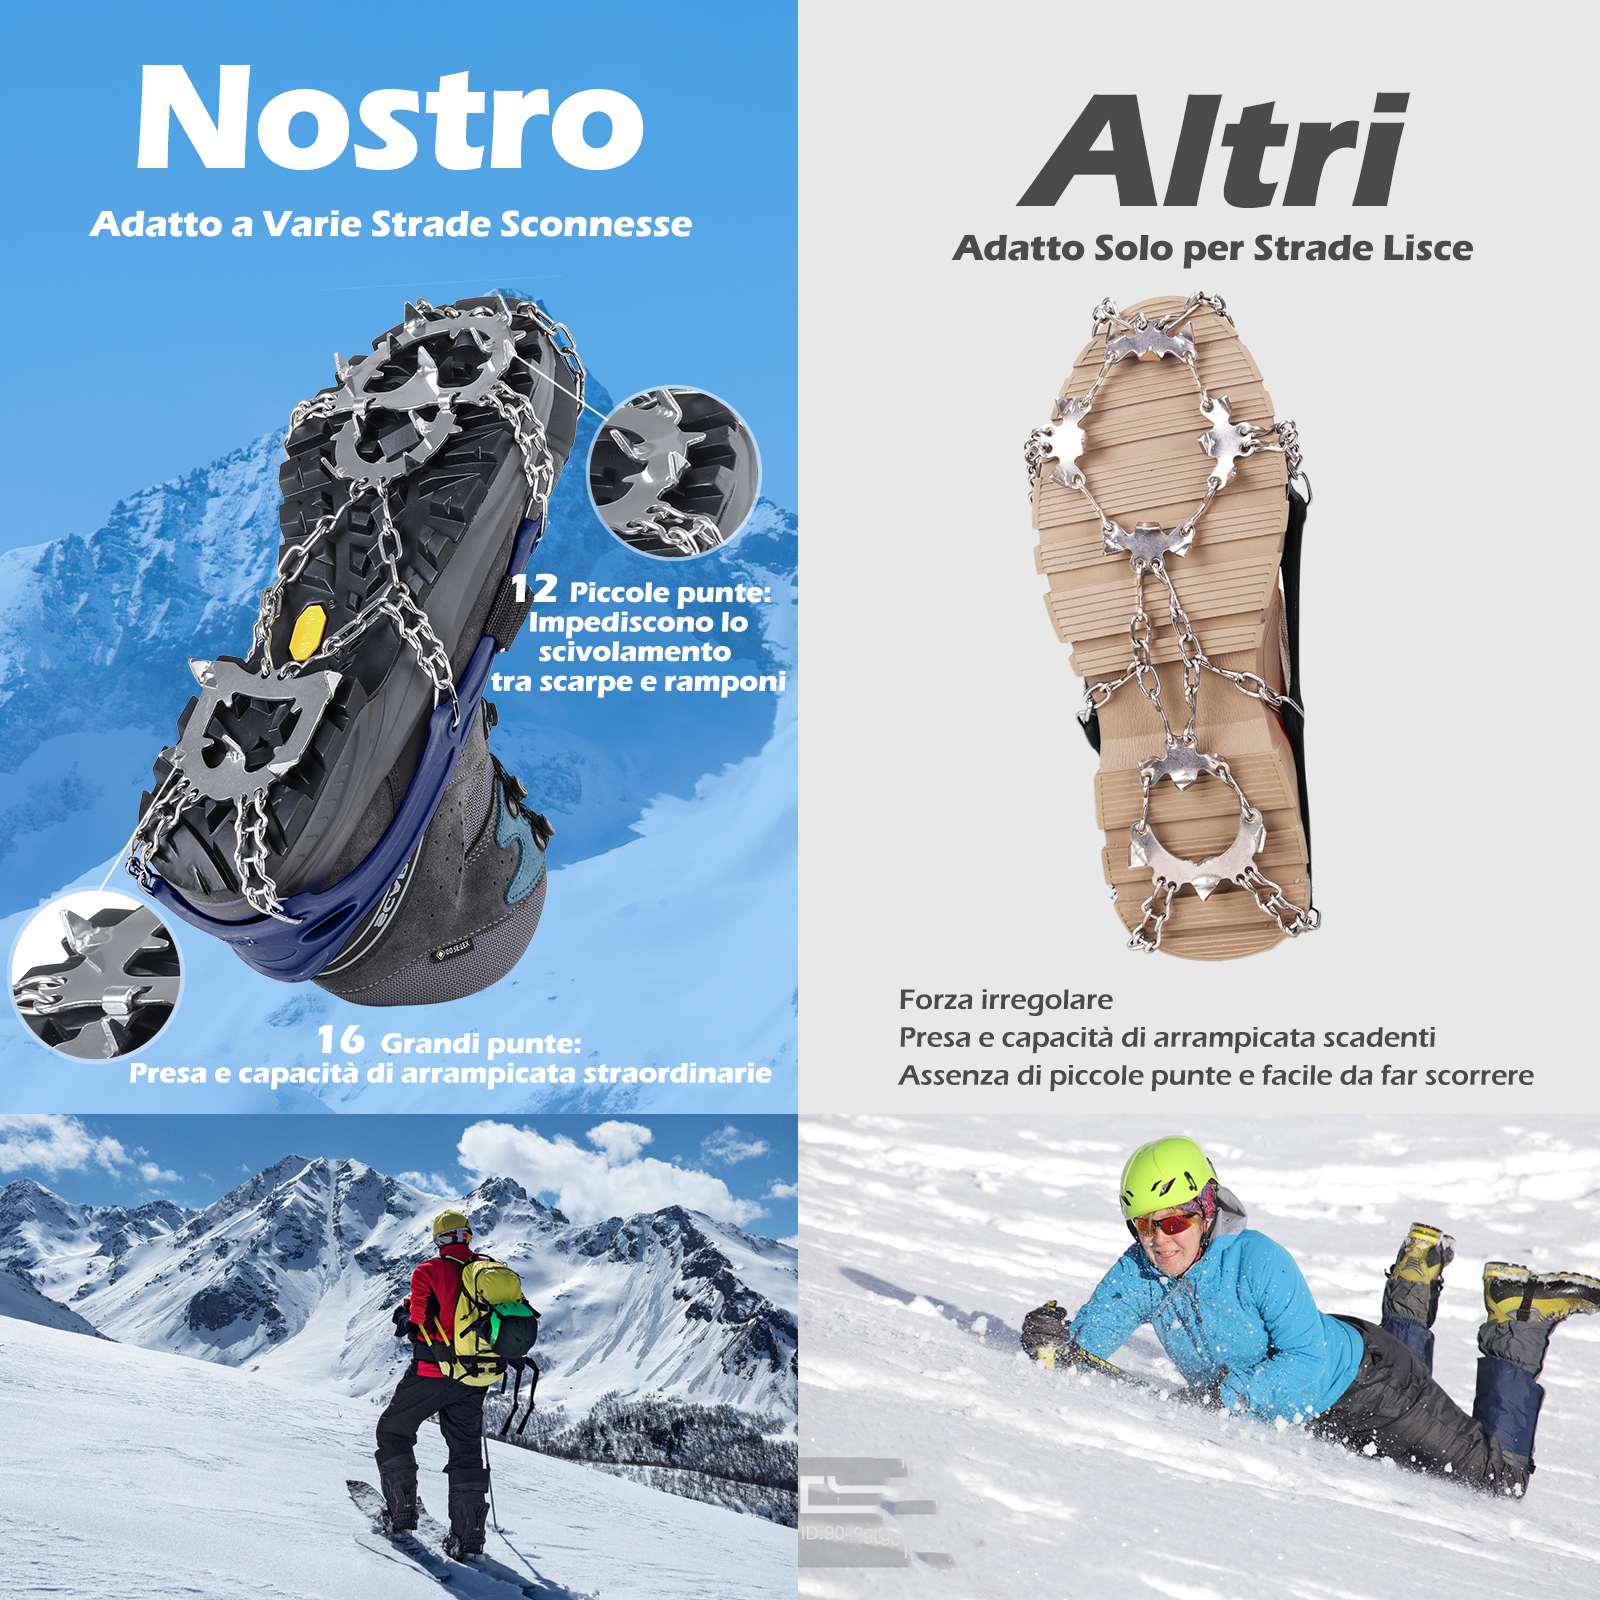 Nostro
Adatto a Varie Strade Sconnesse
12 Piccole punte:
Impediscono lo
scivolamento
tra scarpe e ramponi
16 Grandi punte:
Presa e capacità di arrampicata straordinarie
Altri
Adatto Solo per Strade Lisce
Forza irregolare
Presa e capacità di arrampicata scadenti
Assenza di piccole punte e facile da far scorrere